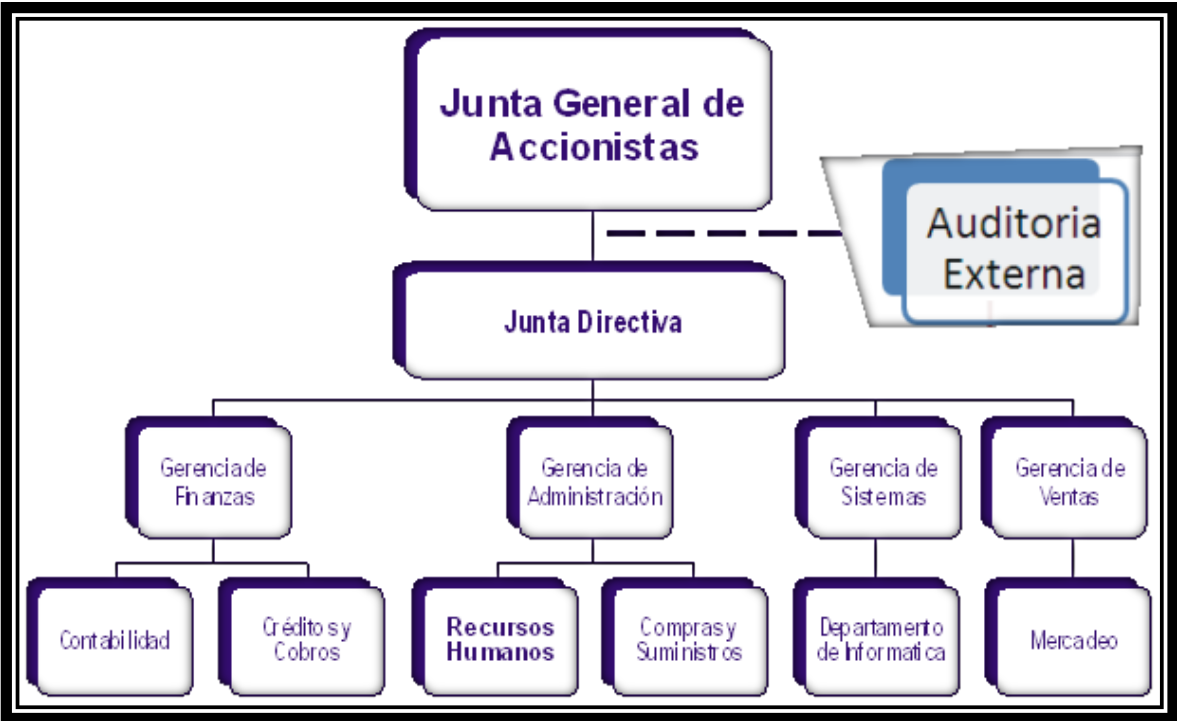 Junta General de
Accionistas
Auditoria
Externa
Junta Directiva
Gerencia de
Finanzas
Gerencia de
Administración
Gerencia de
Sistemas
Gerencia de
Ventas
Contabilidad
Créditos y
Cobros
Recursos
Humanos
Compras y
Suministros
Departamento
de Informatica
Mercadeo